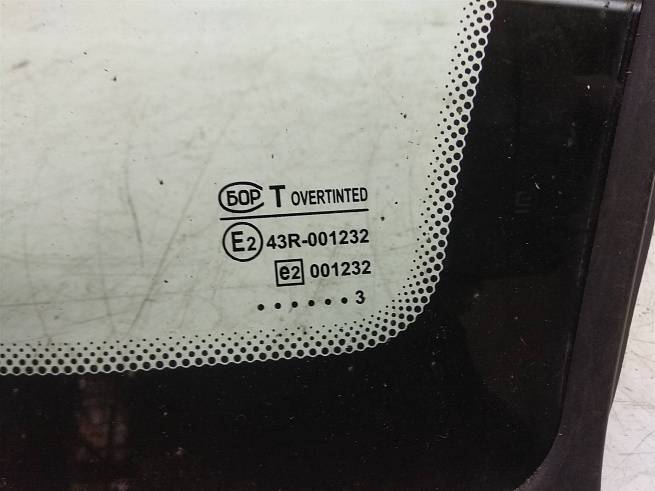 БОР T OVERTINTED
E2 43R-001232
e2 001232
. . . . . . 3